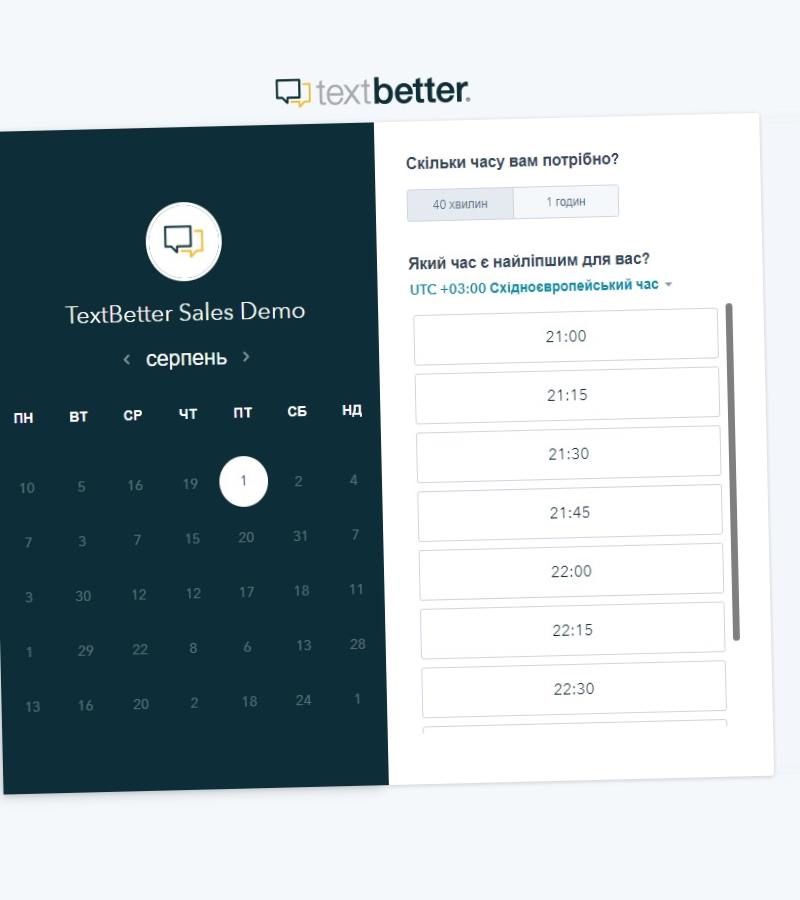 textbetter.
TextBetter Sales Demo
серпень
ПН ВТ СР ЧТ ПТ СБ НД
10 5 16 19 1 2 4
7 3 7 15 20 31 7
3 30 12 12 17 18 11
1 29 22 8 6 13 28
13 16 20 2 18 24 1
Скільки часу вам потрібно?
40 хвилин 1 годин
Який час є найліпшим для вас?
UTC +03:00 Східноєвропейський час
21:00
21:15
21:30
21:45
22:00
22:15
22:30